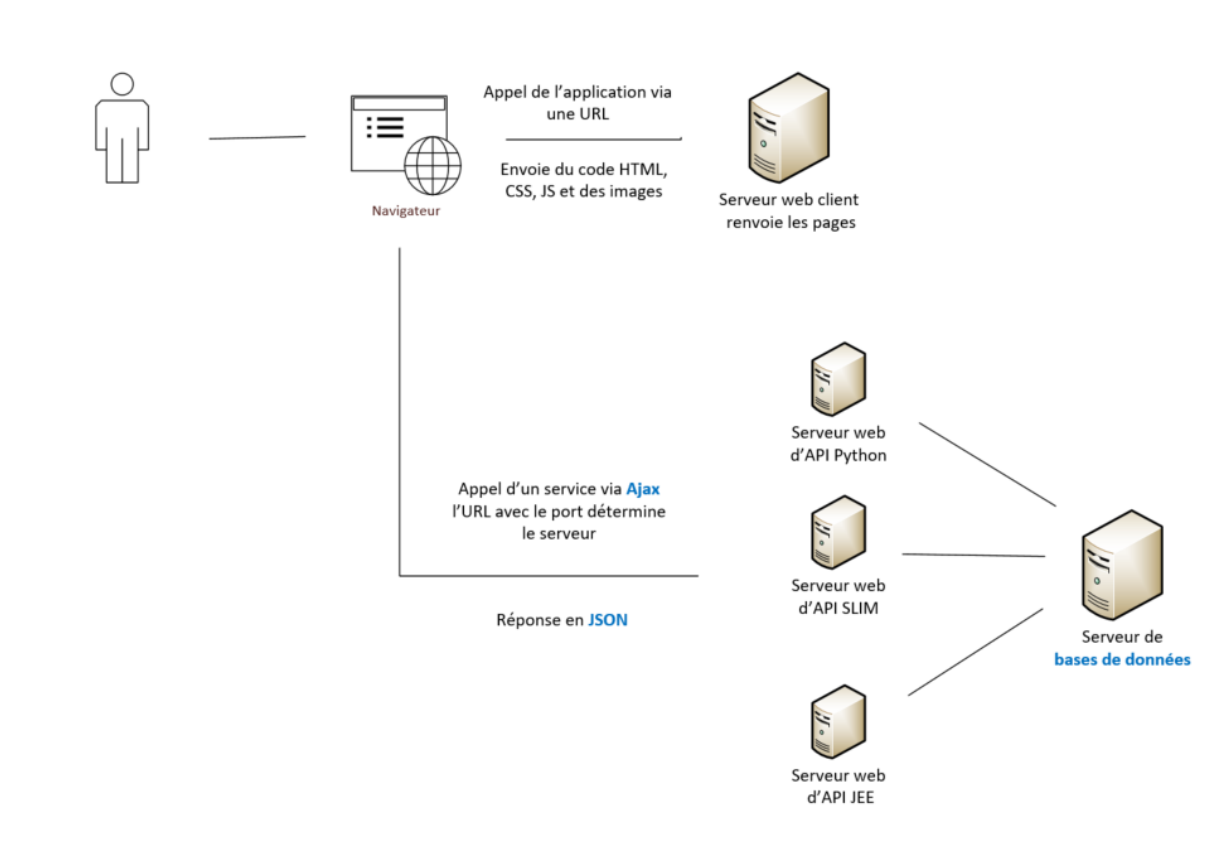 Appel de l'application via
une URL
Envoie du code HTML,
CSS, JS et des images
Navigateur
Serveur web client
renvoie les pages
Serveur web
d'API Python
Appel d'un service via Ajax
l'URL avec le port détermine
le serveur
Serveur web
d'API SLIM
Réponse en JSON
Serveur de
bases de données
Serveur web
d'API JEE